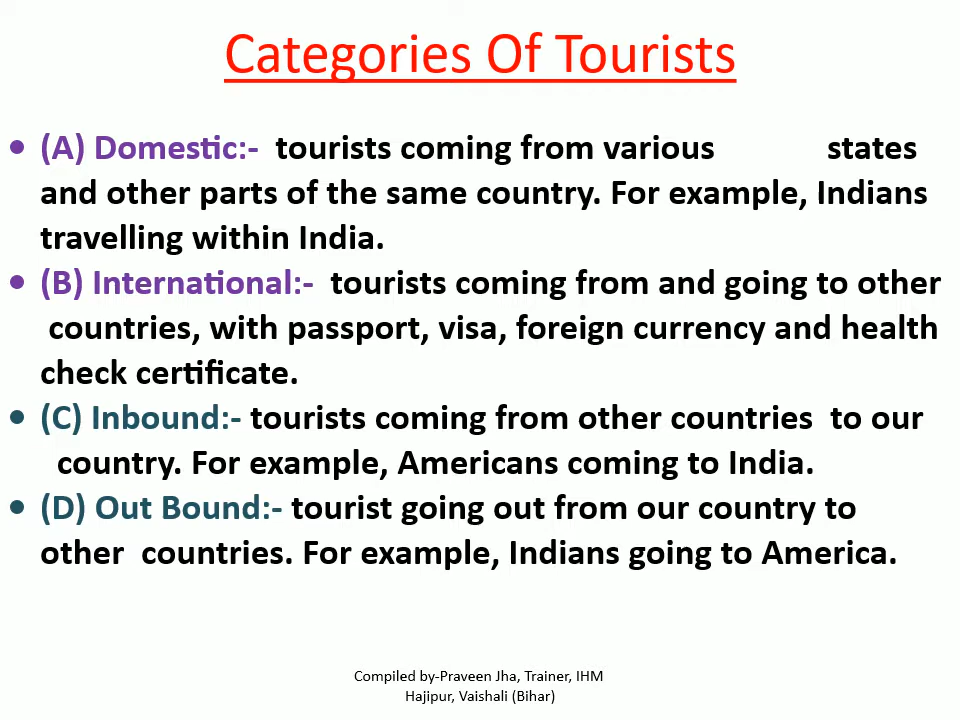 Categories Of Tourists
• (A) Domestic:- tourists coming from various states
and other parts of the same country. For example, Indians
travelling within India.
• (B) International:- tourists coming from and going to other
countries, with passport, visa, foreign currency and health
check certificate.
• (C) Inbound:- tourists coming from other countries to our
country. For example, Americans coming to India.
• (D) Out Bound:- tourist going out from our country to
other countries. For example, Indians going to America.
Compiled by-Praveen Jha, Trainer, IHM
Hajipur, Vaishali (Bihar)